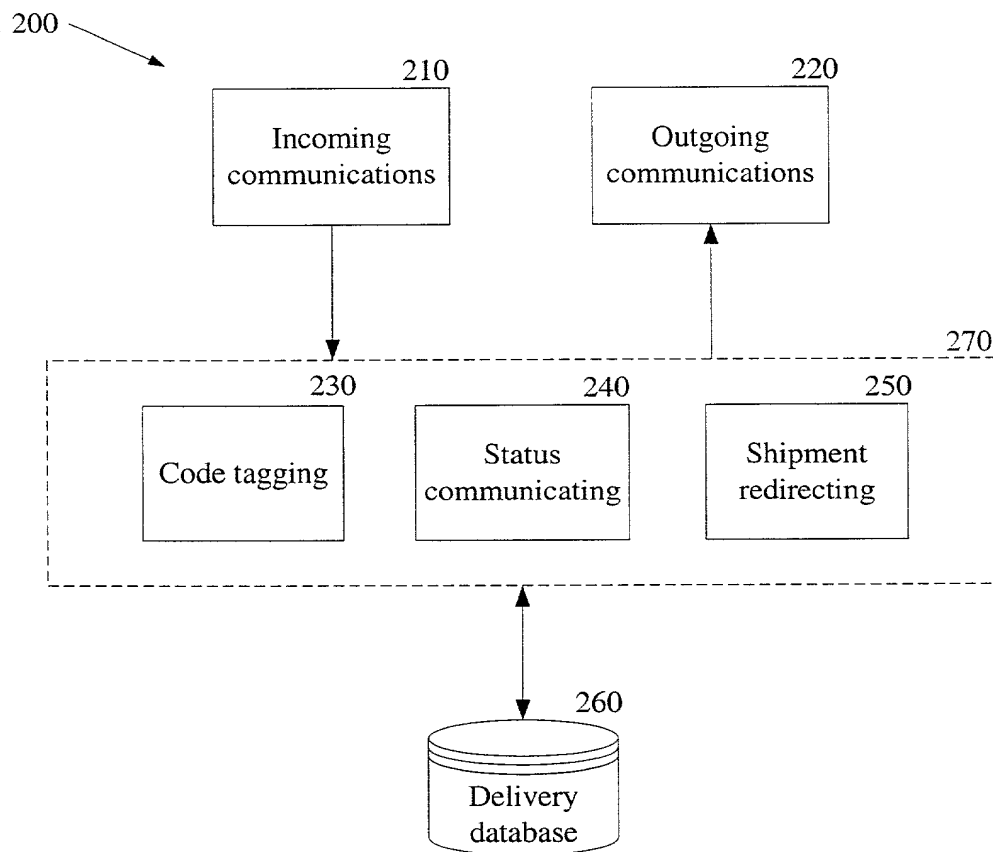 200
210
220
Incoming
communications
Outgoing
communications
270
230
240
250
Code tagging
Status
communicating
Shipment
redirecting
260
Delivery
database